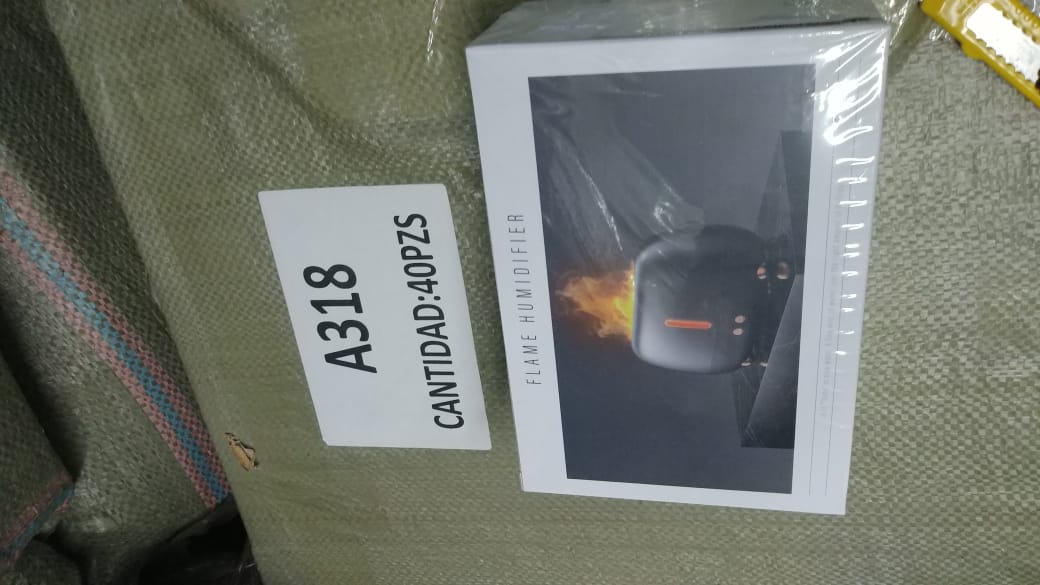 A318
CANTIDAD:40PZS
FLAME HUMIDIFIER